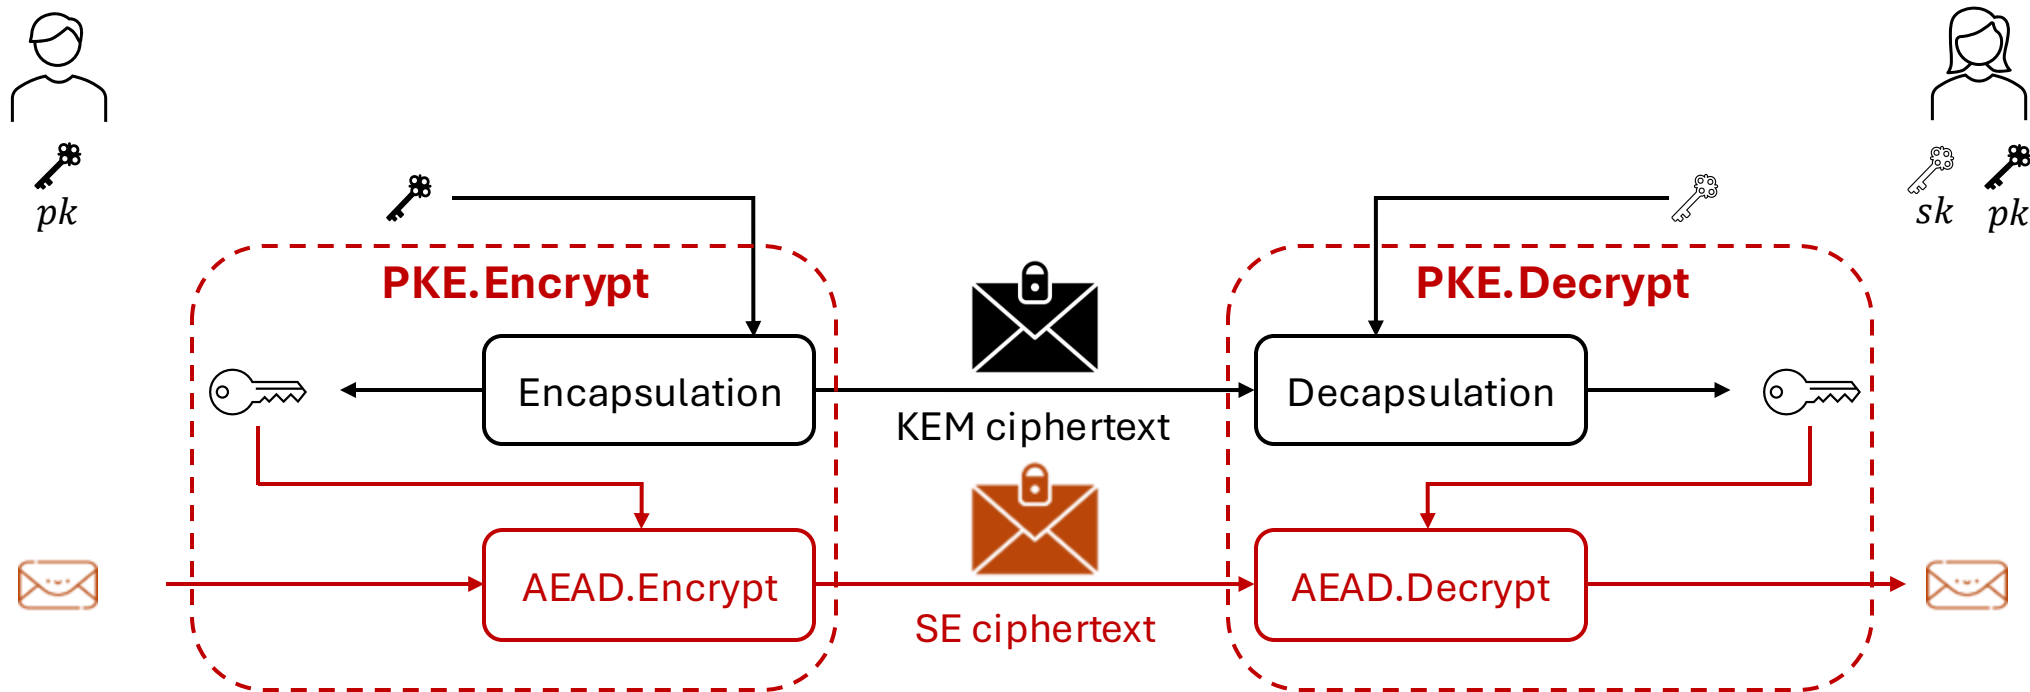 pk
sk
pk
PKE.Encrypt
PKE.Decrypt
Encapsulation
KEM ciphertext
Decapsulation
AEAD.Encrypt
SE ciphertext
AEAD.Decrypt